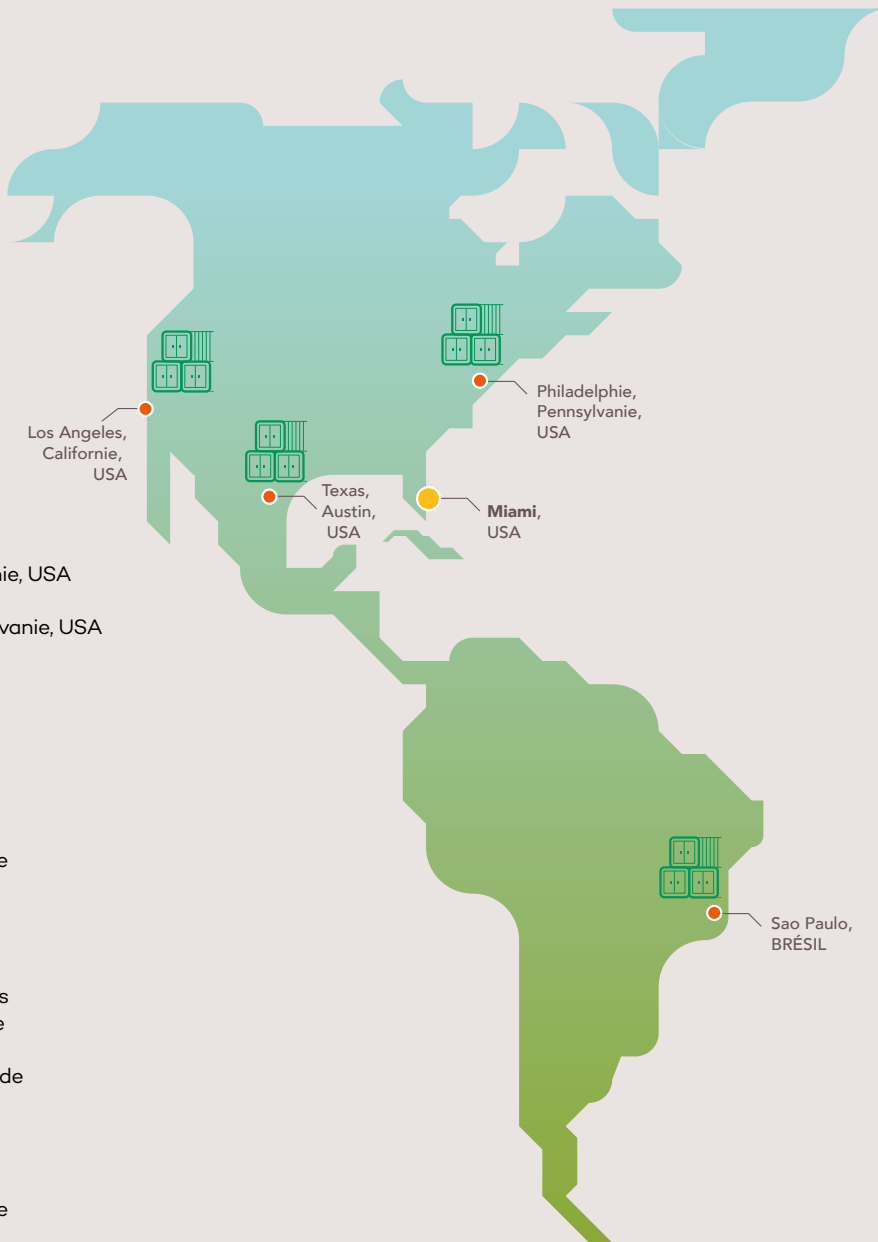 Philadelphie,
Pennsylvanie,
USA
Los Angeles,
Californie,
USA
Texas,
Austin,
USA
Miami,
USA
nie, USA
vanie, USA
e
Sao Paulo,
BRÉSIL
s
e
de
e